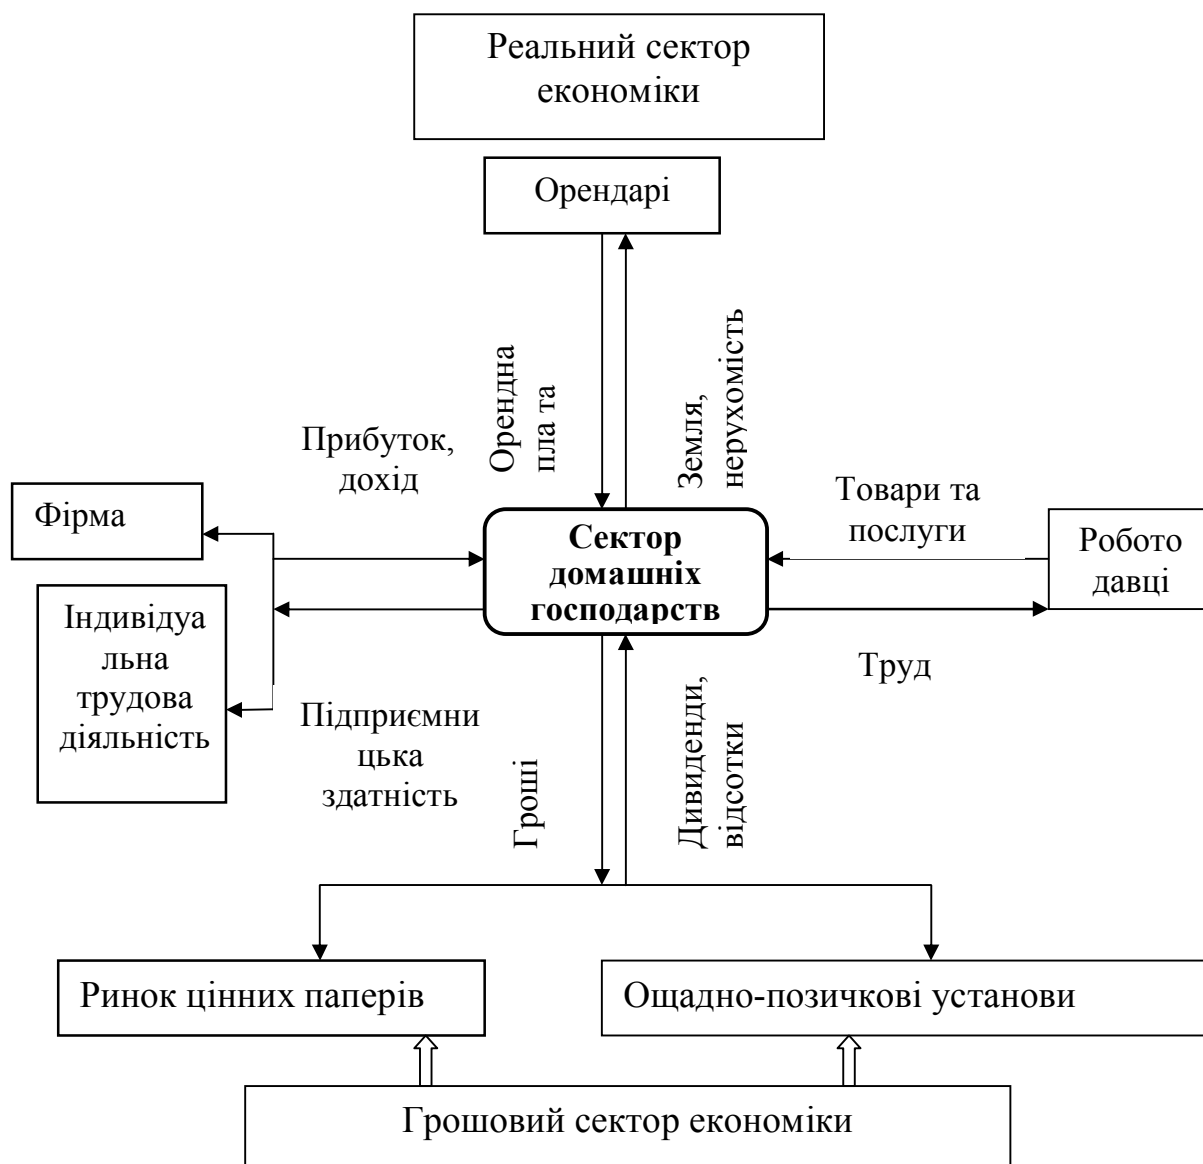 Реальний сектор
економіки
Орендарі
Орендна
пла та
Земля,
нерухомість
Прибуток,
дохід
Товари та
послуги
Фірма
Сектор
домашніх
господарств
Робото
давці
Індивідуа
льна
трудова
діяльність
Підприємни
цька
здатність
Труд
Гроші
Дивиденди,
відсотки
Ринок цінних паперів
Ощадно-позичкові установи
Грошовий сектор економіки